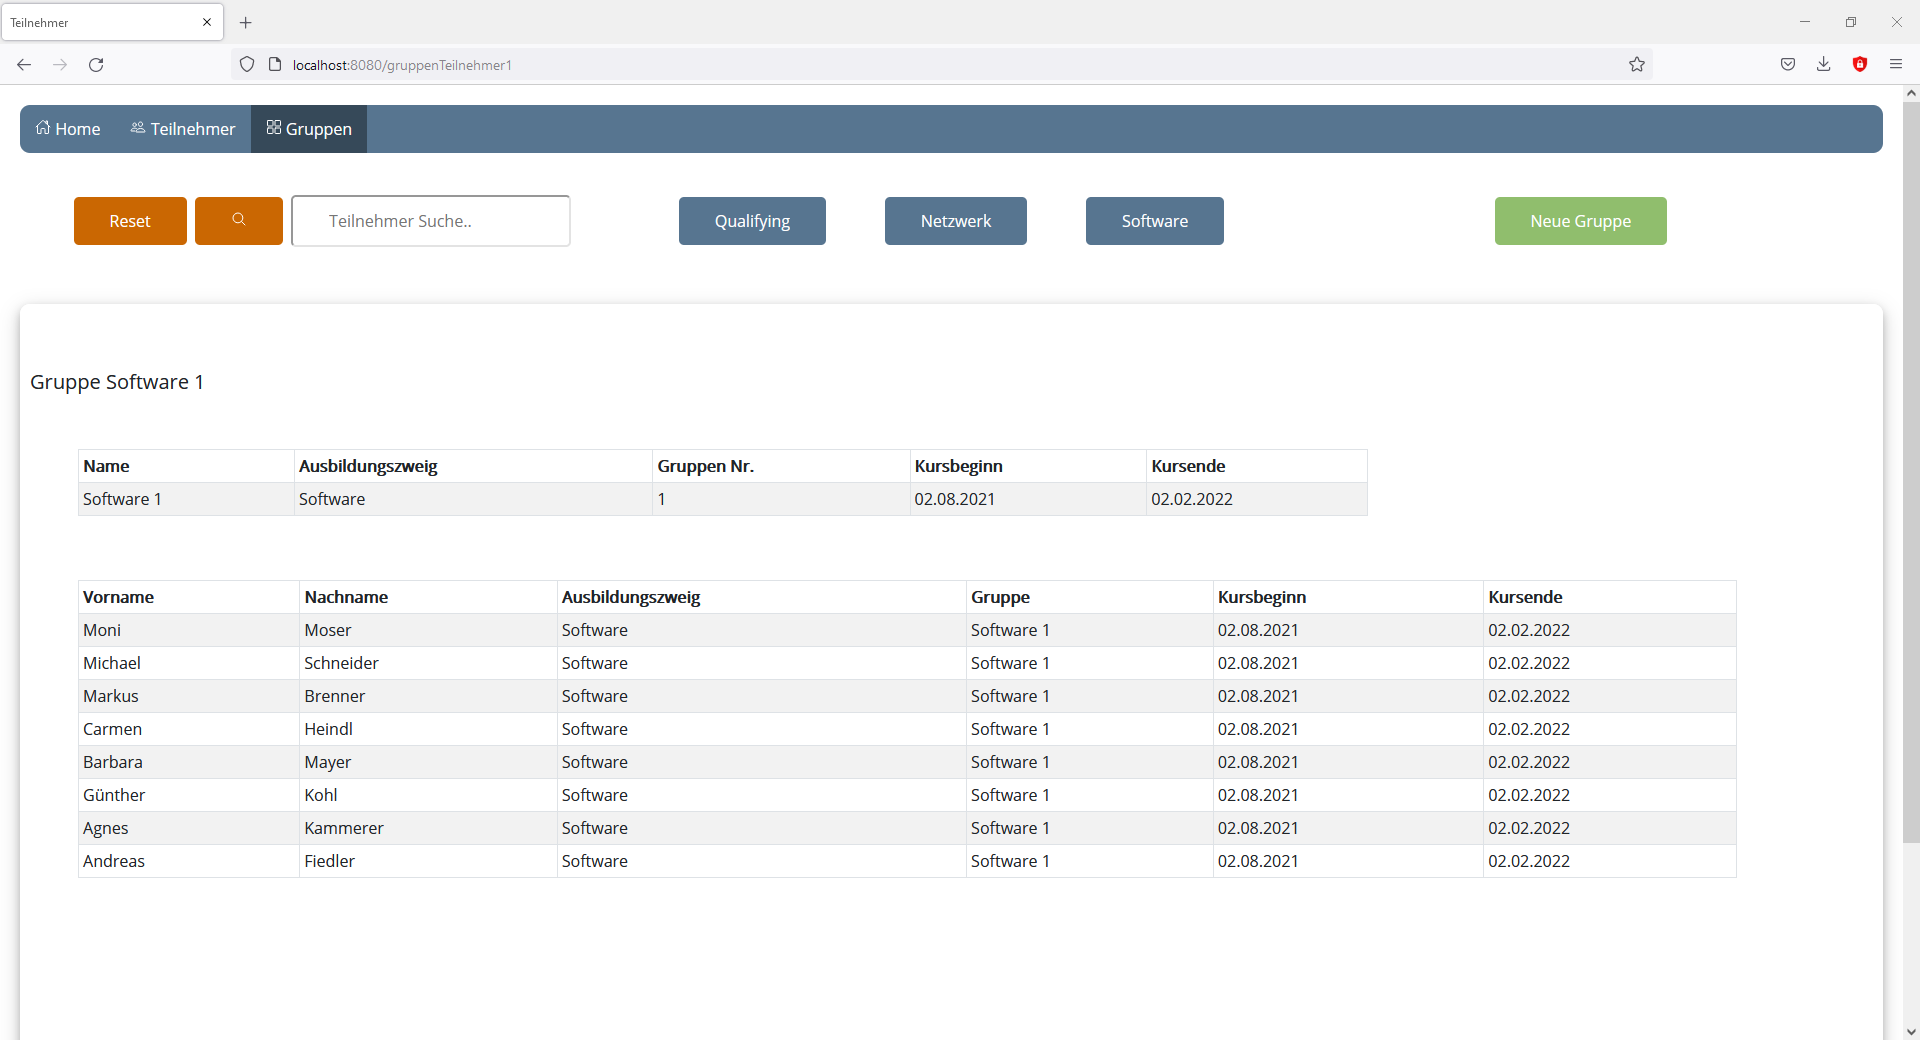 Teilnehmer
localhost:8080/gruppenTeilnehmer1
Home Teilnehmer Gruppen
Reset Teilnehmer Suche.. Qualifying Netzwerk Software Neue Gruppe
Gruppe Software 1
Name Ausbildungszweig Gruppen Nr. Kursbeginn Kursende
Software 1 Software 1 02.08.2021 02.02.2022
Vorname Nachname Ausbildungszweig Gruppe Kursbeginn Kursende
Moni Moser Software Software 1 02.08.2021 02.02.2022
Michael Schneider Software Software 1 02.08.2021 02.02.2022
Markus Brenner Software Software 1 02.08.2021 02.02.2022
Carmen Heindl Software Software 1 02.08.2021 02.02.2022
Barbara Mayer Software Software 1 02.08.2021 02.02.2022
Günther Kohl Software Software 1 02.08.2021 02.02.2022
Agnes Kammerer Software Software 1 02.08.2021 02.02.2022
Andreas Fiedler Software Software 1 02.08.2021 02.02.2022